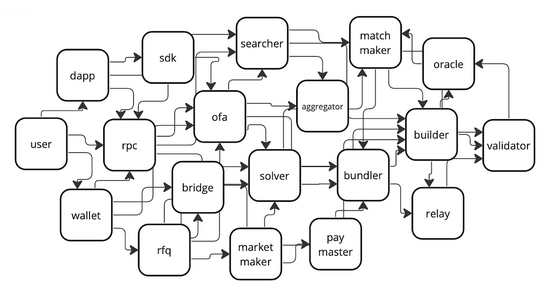 searcher
match
maker
sdk
oracle
dapp
aggregator
ofa
builder
user
rpc
validator
bridge
solver
bundler
wallet
relay
rfq
market
maker
pay
master